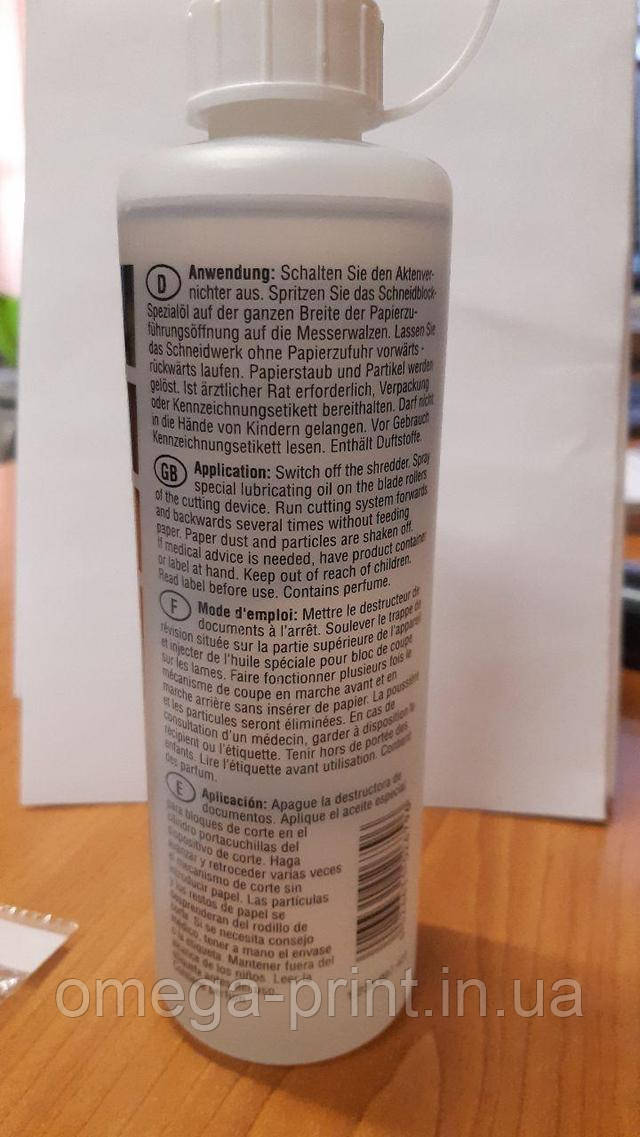 D Anwendung: Schalten Sie den Aktenver-
nichter aus. Spritzen Sie das Schneidblock-
Spezialöl auf der ganzen Breite der Papierzu-
führungsöffnung auf die Messerwalzen. Lassen Sie
das Schneidwerk ohne Papierzufuhr vorwärts -
rückwärts laufen. Papierstaub und Partikel werden
gelöst. Ist ärztlicher Rat erforderlich, Verpackung
oder Kennzeichnungsetikett bereithalten. Darf nicht
in die Hände von Kindern gelangen. Vor Gebrauch
Kennzeichnungsetikett lesen. Enthält Duftstoffe.
GB Application: Switch off the shredder. Spray
special lubricating oil on the blade rollers
of the cutting device. Run cutting system forwards
and backwards several times without feeding
paper. Paper dust and particles are shaken off.
If medical advice is needed, have product container
or label at hand. Keep out of reach of children.
Read label before use. Contains perfume.
F Mode d'emploi: Mettre le destructeur de
documents à l'arrêt. Soulever le trappe de
révision située sur la partie supérieure de l'appareil
et injecter de l'huile spéciale pour bloc de coupe
sur les lames. Faire fonctionner plusieurs fois le
mécanisme de coupe en marche avant et en
marche arrière sans insérer de papier. La poussière
et les particules seront éliminées. En cas de
consultation d'un médecin, garder à disposition le
récipient ou l'étiquette. Tenir hors de portée des
enfants. Lire l'étiquette avant utilisation. Contient
des parfum.
E Aplicación: Apague la destructora de
documentos. Aplique el aceite especial
para bloques de corte en el
cilindro portacuchillas del
dispositivo de corte. Haga
avanzar y retroceder varias veces
el mecanismo de corte sin
introducir papel. Las partículas
y los restos de papel se
desprenderan del rodillo de
corte. Si se necesita consejo
médico, tener a mano el envase
o la etiqueta. Mantener fuera del
alcance de los niños. Leer la
etiqueta
omega-print.in.ua